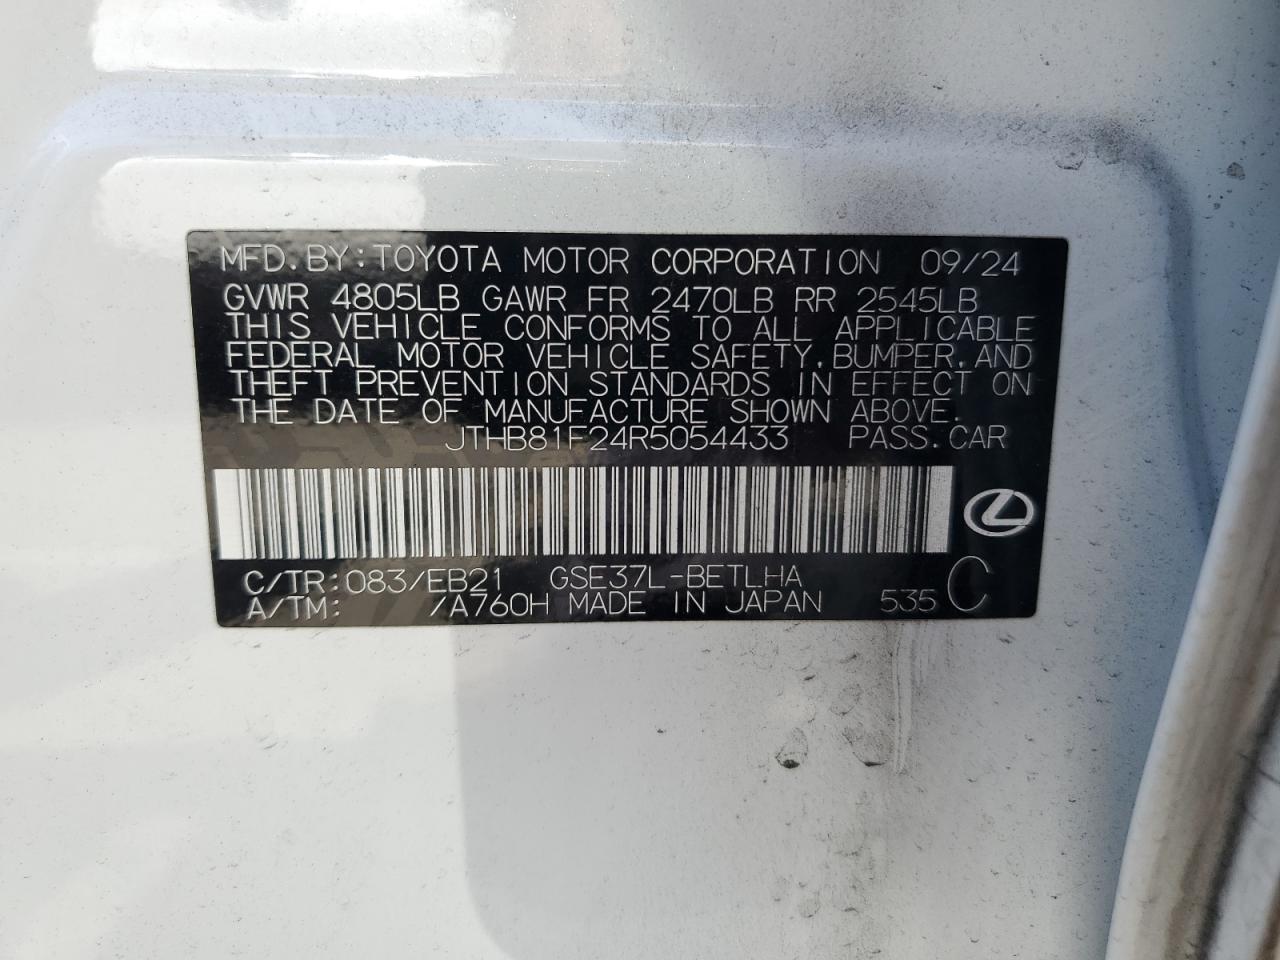 MFD. BY: TOYOTA MOTOR CORPORATION 09/24
GVWR 4805LB GAWR FR 2470LB RR 2545LB
THIS VEHICLE CONFORMS TO ALL APPLICABLE
FEDERAL MOTOR VEHICLE SAFETY, BUMPER, AND
THEFT PREVENTION STANDARDS IN EFFECT ON
THE DATE OF MANUFACTURE SHOWN ABOVE.
JTHB81F24R5054433 PASS. CAR
C/TR: 083/EB21 GSE37L-BETLHA
A/TM: /A760H MADE IN JAPAN 535 C